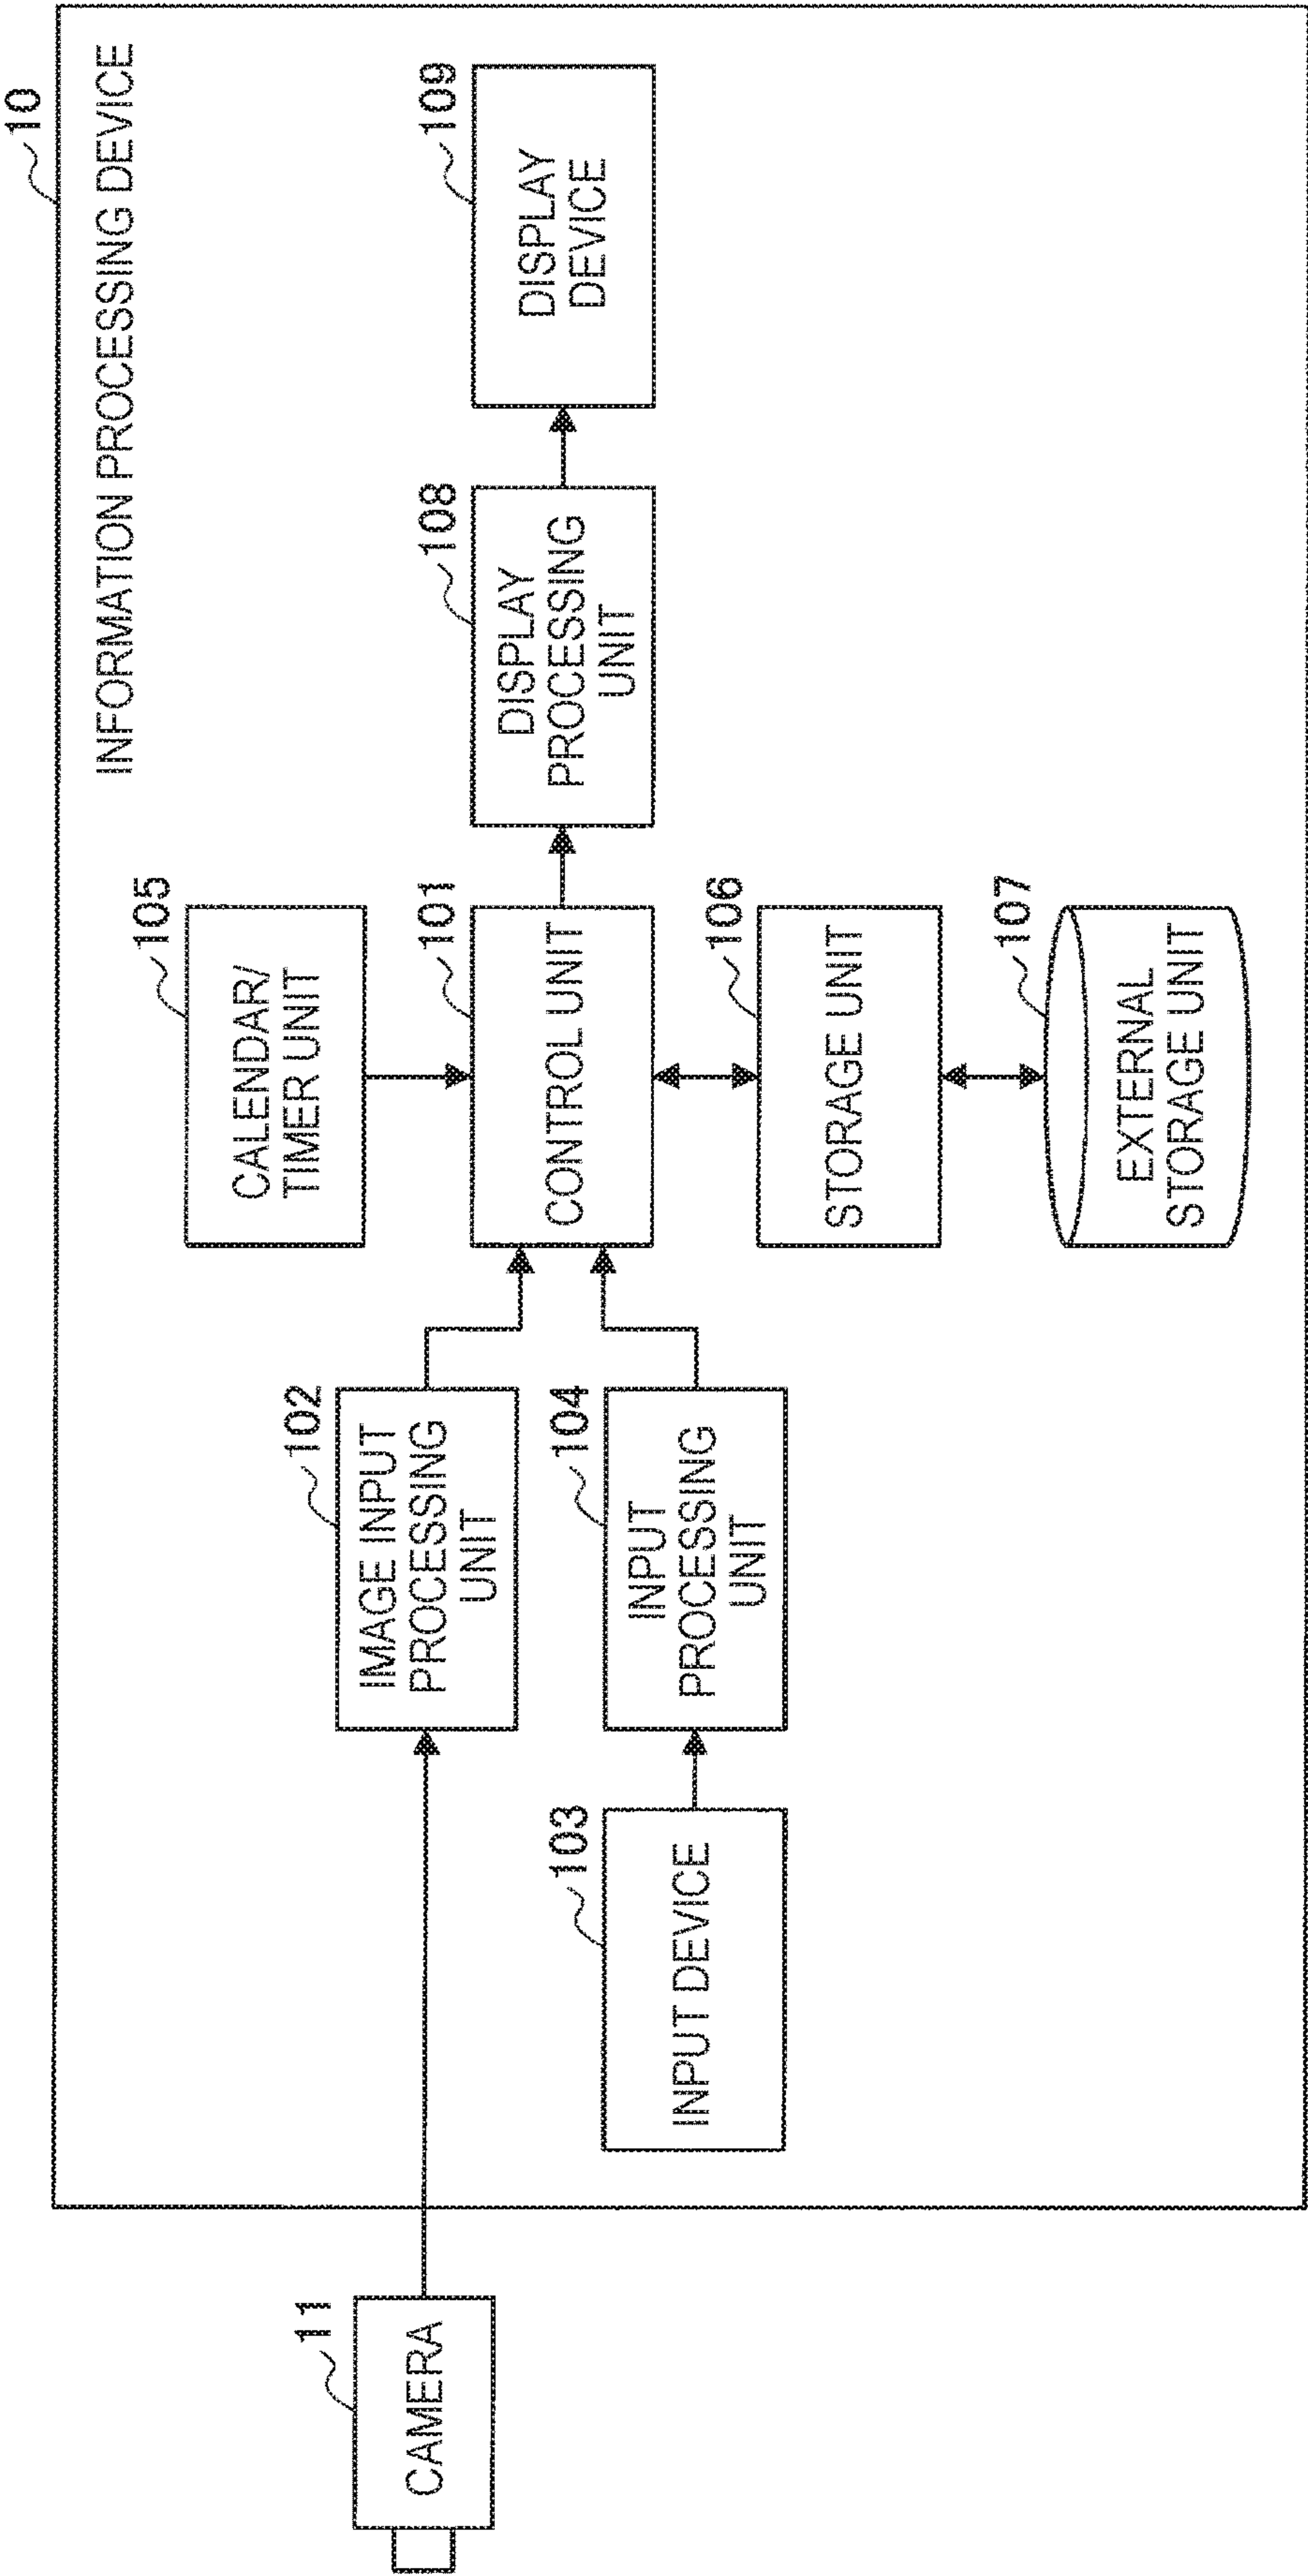 10
INFORMATION PROCESSING DEVICE
105
CALENDAR/
TIMER UNIT
11
CAMERA
102
IMAGE INPUT
PROCESSING
UNIT
101
CONTROL UNIT
108
DISPLAY
PROCESSING
UNIT
109
DISPLAY
DEVICE
103
INPUT DEVICE
104
INPUT
PROCESSING
UNIT
106
STORAGE UNIT
107
EXTERNAL
STORAGE UNIT